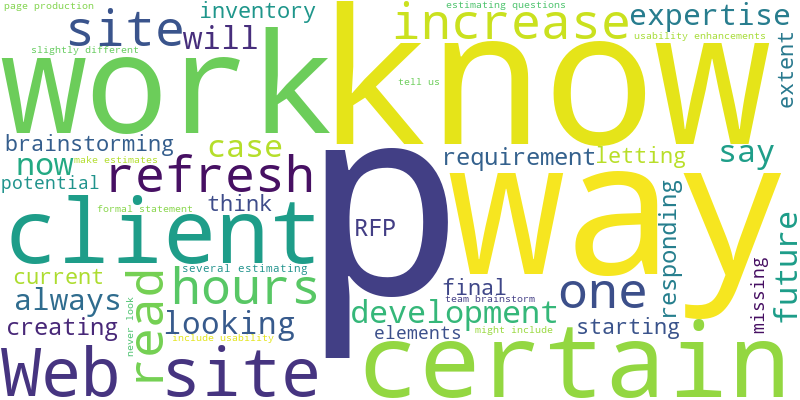 page production
inventory
estimating questions
expertise
site
will
increase
usability enhancements
slightly different
work
know
tell us
extent
brainstorming
case
requirement
letting
say
now
make estimates
refresh
p
way
potential
think
RFP
formal statement
client
responding
future
several estimating
current
read
hours
final
one
missing
always
team brainstorm
never look
looking
development
creating
elements
might include
starting
include usability
Web site
certain